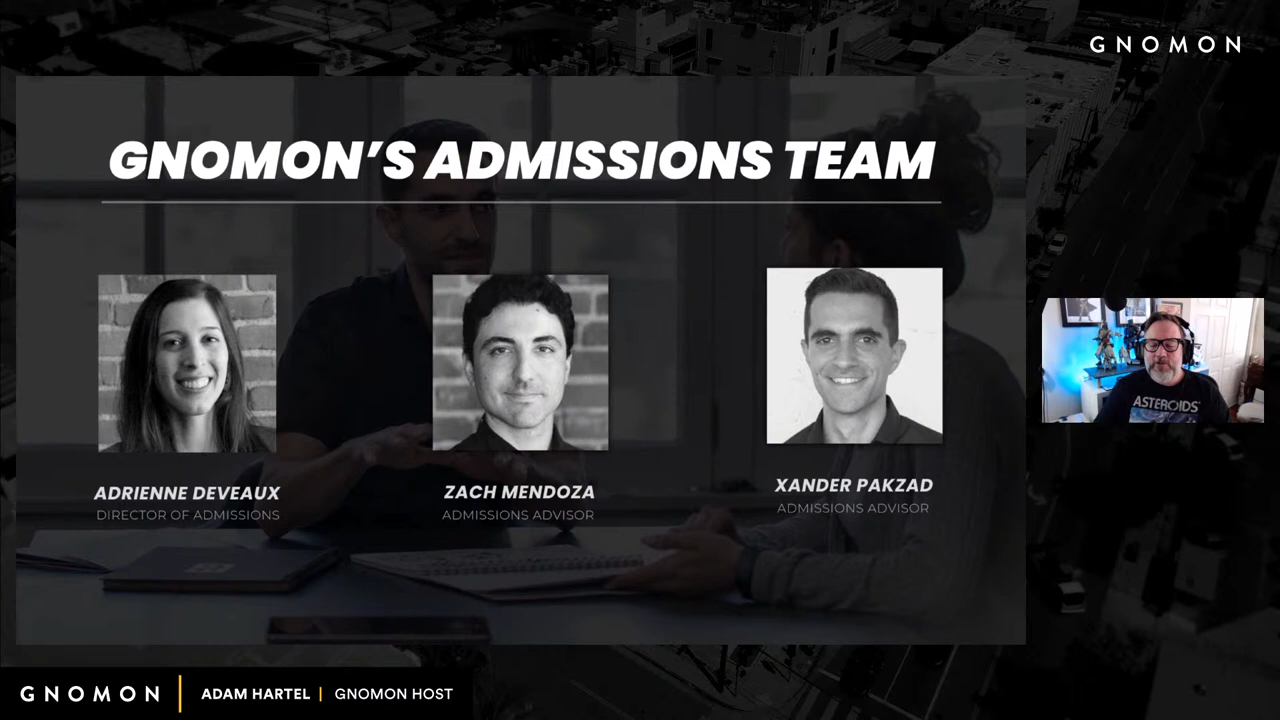 GNOMON
GNOMON'S ADMISSIONS TEAM
ADRIENNE DEVEAUX
DIRECTOR OF ADMISSIONS
ZACH MENDOZA
ADMISSIONS ADVISOR
XANDER PAKZAD
ADMISSIONS ADVISOR
ASTEROIDS
GNOMON | ADAM HARTEL | GNOMON HOST